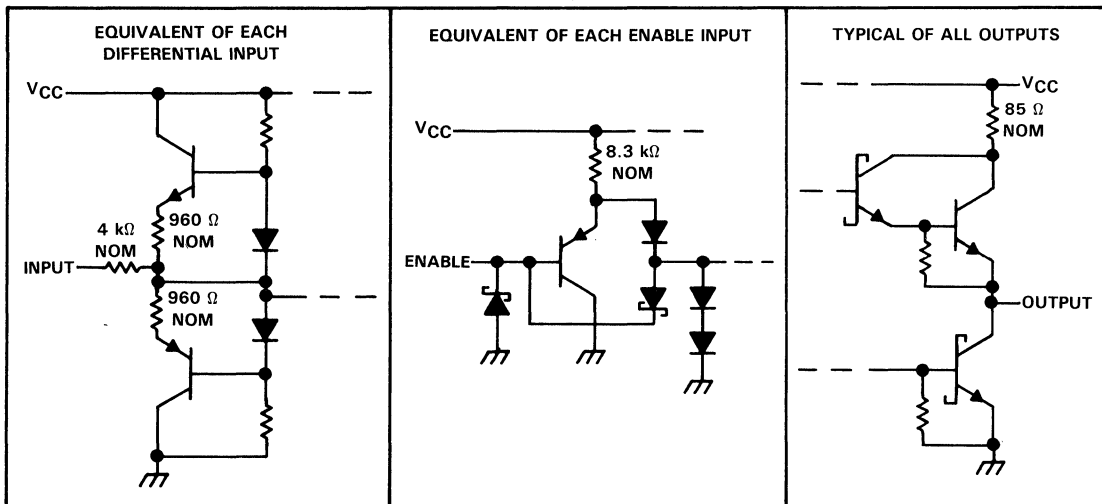 EQUIVALENT OF EACH
DIFFERENTIAL INPUT
VCC
960 Ω
NOM
4 kΩ
NOM
INPUT
960 Ω
NOM
EQUIVALENT OF EACH ENABLE INPUT
VCC
8.3 kΩ
NOM
ENABLE
TYPICAL OF ALL OUTPUTS
VCC
85 Ω
NOM
OUTPUT